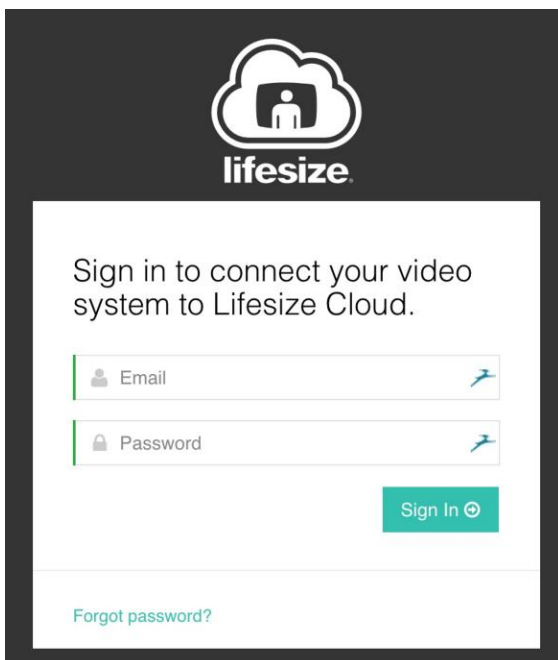 lifesize.
Sign in to connect your video
system to Lifesize Cloud.
Email
Password
Sign In
Forgot password?